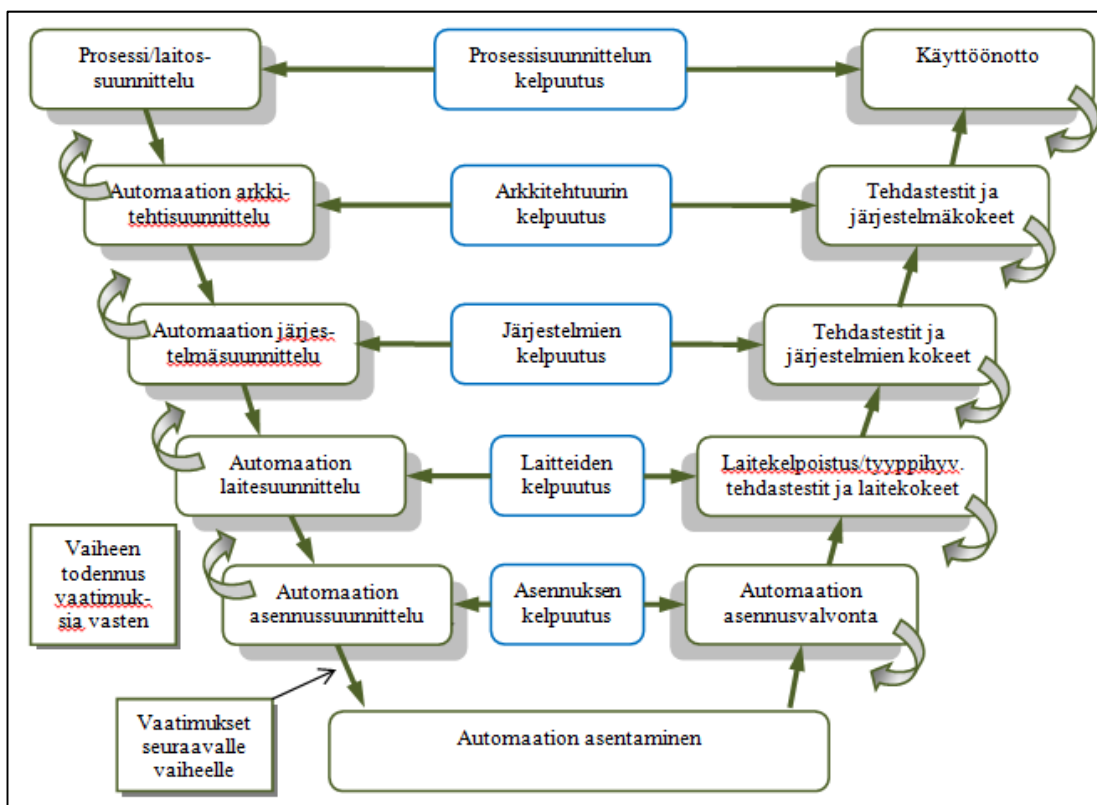 Prosessi/laitos-
suunnittelu
Prosessisuunnittelun
kelpuutus
Käyttöönotto
Automaation arkki-
tehtisuunnittelu
Arkkitehtuurin
kelpuutus
Tehdastestit ja
järjestelmäkokeet
Automaation järjes-
telmäsuunnittelu
Järjestelmien
kelpuutus
Tehdastestit ja
järjestelmien kokeet
Automaation
laitesuunnittelu
Laitteiden
kelpuutus
Laitekelpoistus/tyyppihyv.
tehdastestit ja laitekokeet
Vaiheen
todennus
vaatimuk-
sia vasten
Automaation
asennussuunnittelu
Asennuksen
kelpuutus
Automaation
asennusvalvonta
Vaatimukset
seuraavalle
vaiheelle
Automaation asentaminen